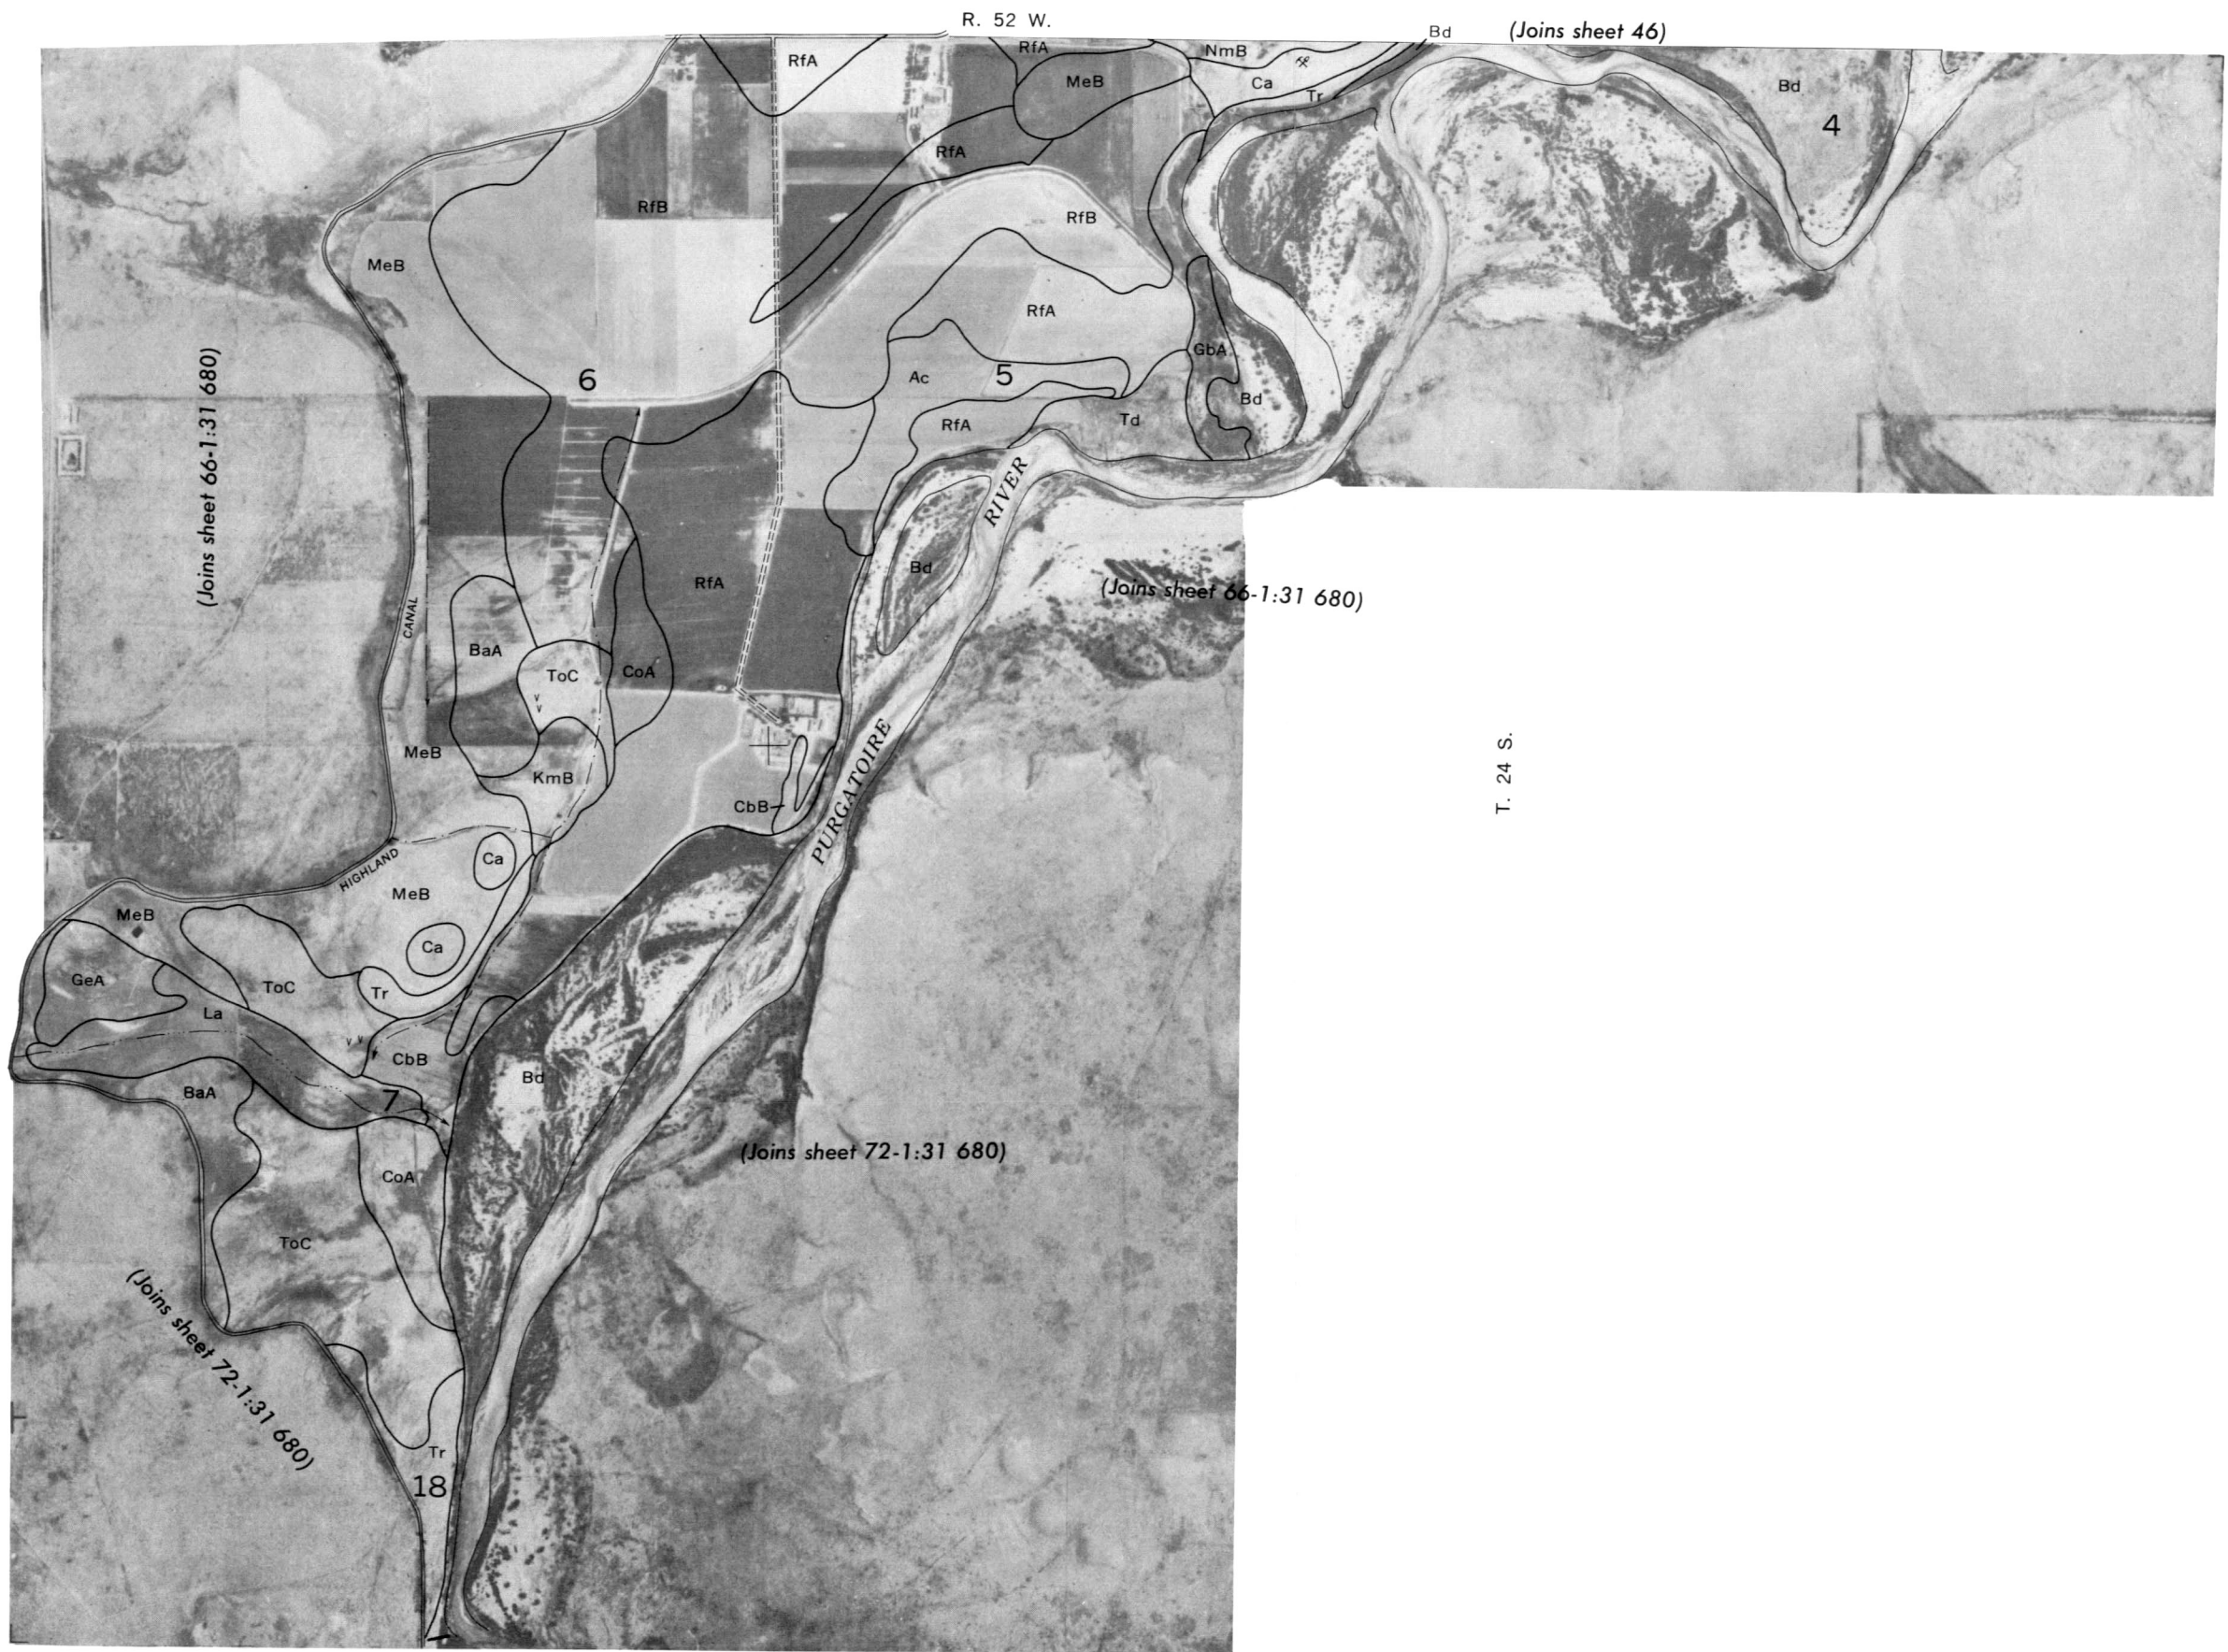 R. 52 W.
Bd
(Joins sheet 46)
RfA
RfA
NmB
MeB
Ca
Tr
Bd
4
RfA
RfB
RfB
MeB
RfA
GbA
6
Ac
5
Bd
(Joins sheet 66-1:31 680)
RfA
Td
RIVER
Bd
RfA
(Joins sheet 66-1:31 680)
CANAL
BaA
ToC
CoA
MeB
KmB
T. 24 S.
CbB
PURGATOIRE
HIGHLAND
Ca
MeB
MeB
Ca
GeA
ToC
Tr
La
CbB
Bd
BaA
7
(Joins sheet 72-1:31 680)
CoA
ToC
(Joins sheet 72-1:31 680)
Tr
18